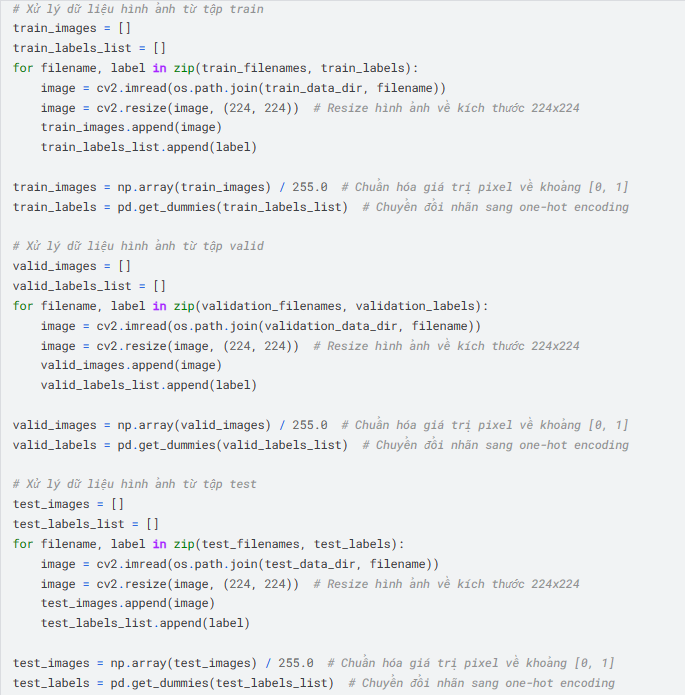 # Xử lý dữ liệu hình ảnh từ tập train
train_images = []
train_labels_list = []
for filename, label in zip(train_filenames, train_labels):
    image = cv2.imread(os.path.join(train_data_dir, filename))
    image = cv2.resize(image, (224, 224))  # Resize hình ảnh về kích thước 224x224
    train_images.append(image)
    train_labels_list.append(label)

train_images = np.array(train_images) / 255.0  # Chuẩn hóa giá trị pixel về khoảng [0, 1]
train_labels = pd.get_dummies(train_labels_list)  # Chuyển đổi nhãn sang one-hot encoding

# Xử lý dữ liệu hình ảnh từ tập valid
valid_images = []
valid_labels_list = []
for filename, label in zip(validation_filenames, validation_labels):
    image = cv2.imread(os.path.join(validation_data_dir, filename))
    image = cv2.resize(image, (224, 224))  # Resize hình ảnh về kích thước 224x224
    valid_images.append(image)
    valid_labels_list.append(label)

valid_images = np.array(valid_images) / 255.0  # Chuẩn hóa giá trị pixel về khoảng [0, 1]
valid_labels = pd.get_dummies(valid_labels_list)  # Chuyển đổi nhãn sang one-hot encoding

# Xử lý dữ liệu hình ảnh từ tập test
test_images = []
test_labels_list = []
for filename, label in zip(test_filenames, test_labels):
    image = cv2.imread(os.path.join(test_data_dir, filename))
    image = cv2.resize(image, (224, 224))  # Resize hình ảnh về kích thước 224x224
    test_images.append(image)
    test_labels_list.append(label)

test_images = np.array(test_images) / 255.0  # Chuẩn hóa giá trị pixel về khoảng [0, 1]
test_labels = pd.get_dummies(test_labels_list)  # Chuyển đổi nhãn sang one-hot encoding